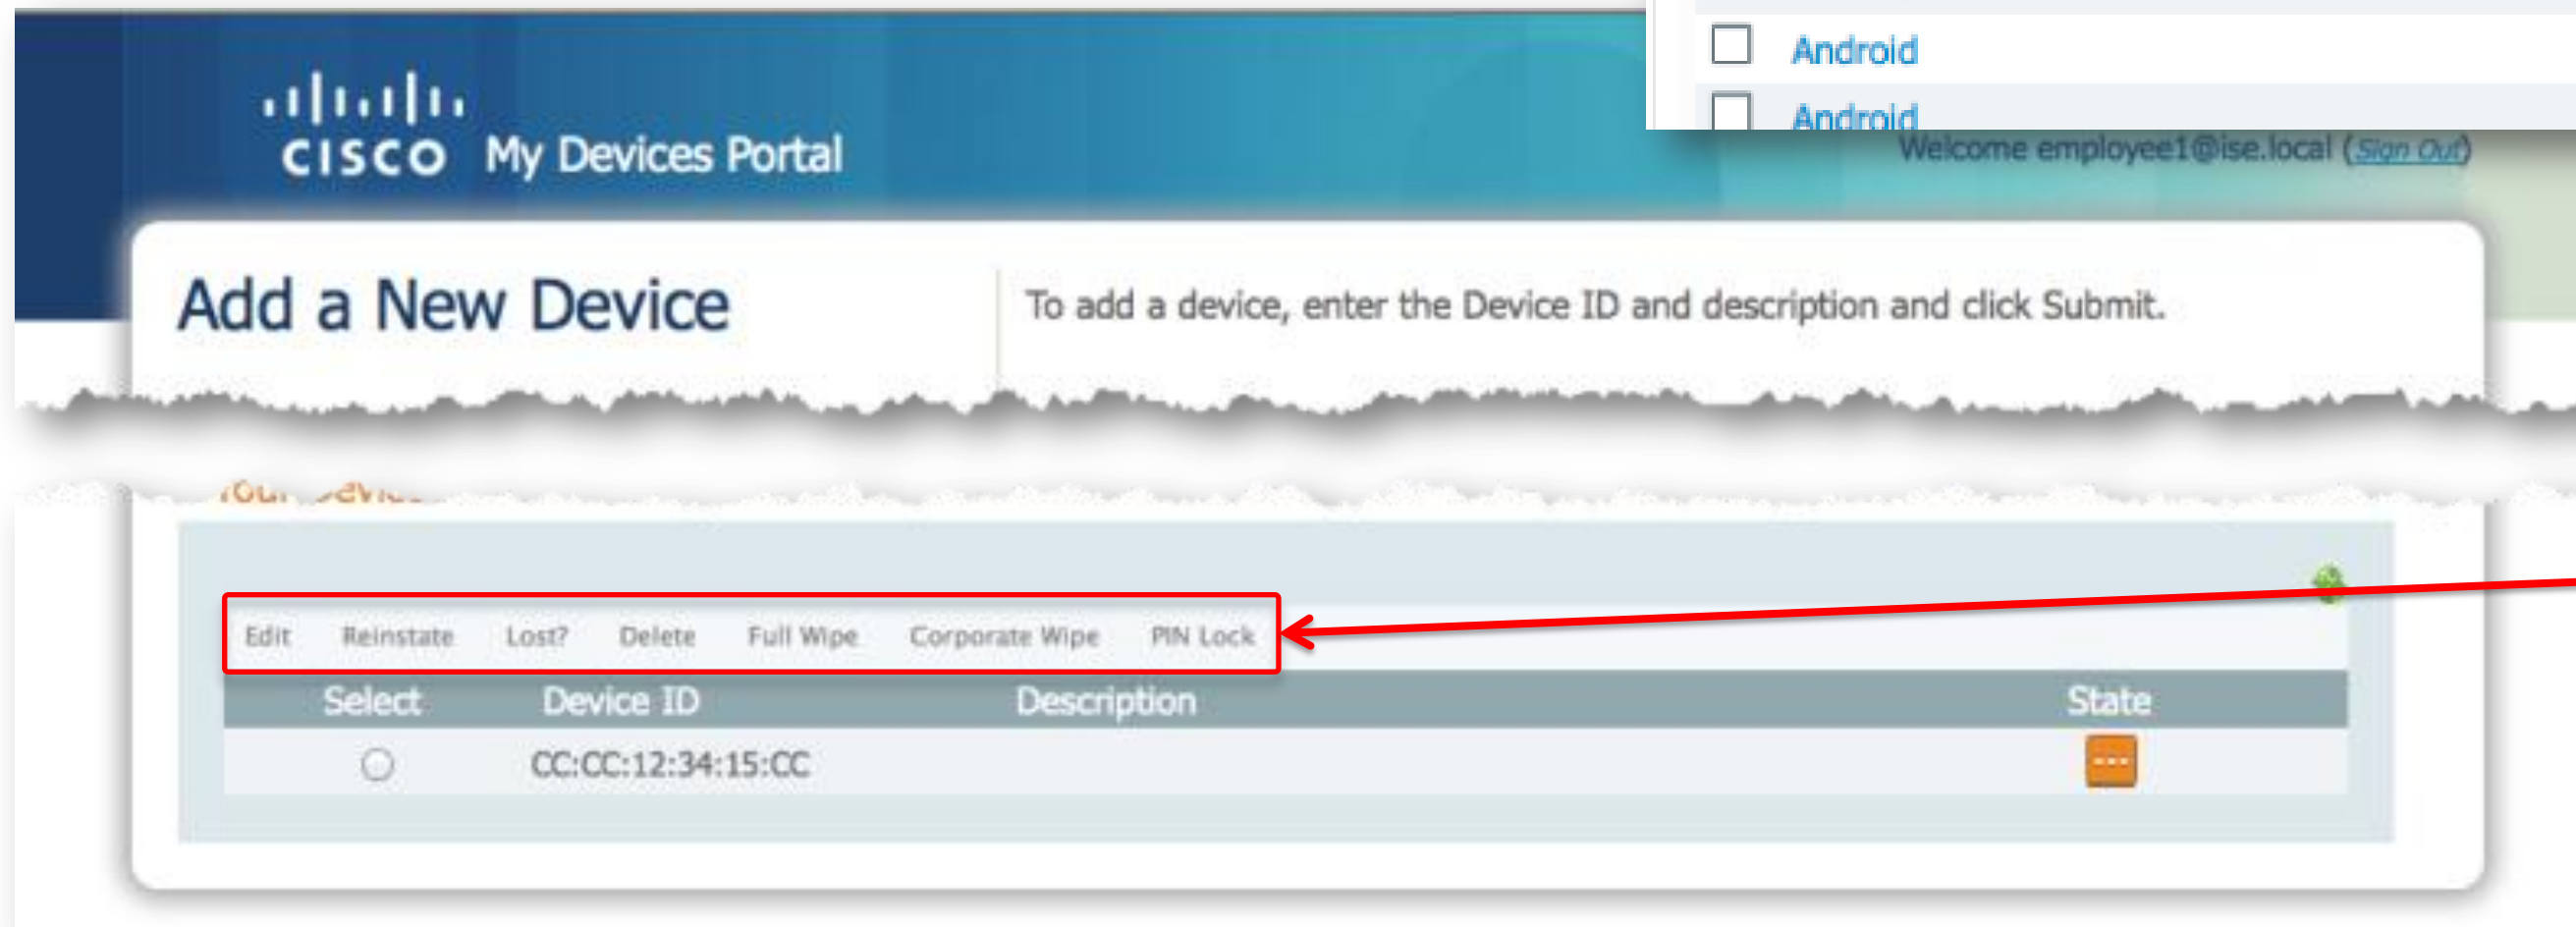 Android
Android
CISCO My Devices Portal
Welcome employee1@ise.local (Sign Out)
Add a New Device
To add a device, enter the Device ID and description and click Submit.
Edit Reinstate Lost? Delete Full Wipe Corporate Wipe PIN Lock
Select Device ID Description State
CC:CC:12:34:15:CC